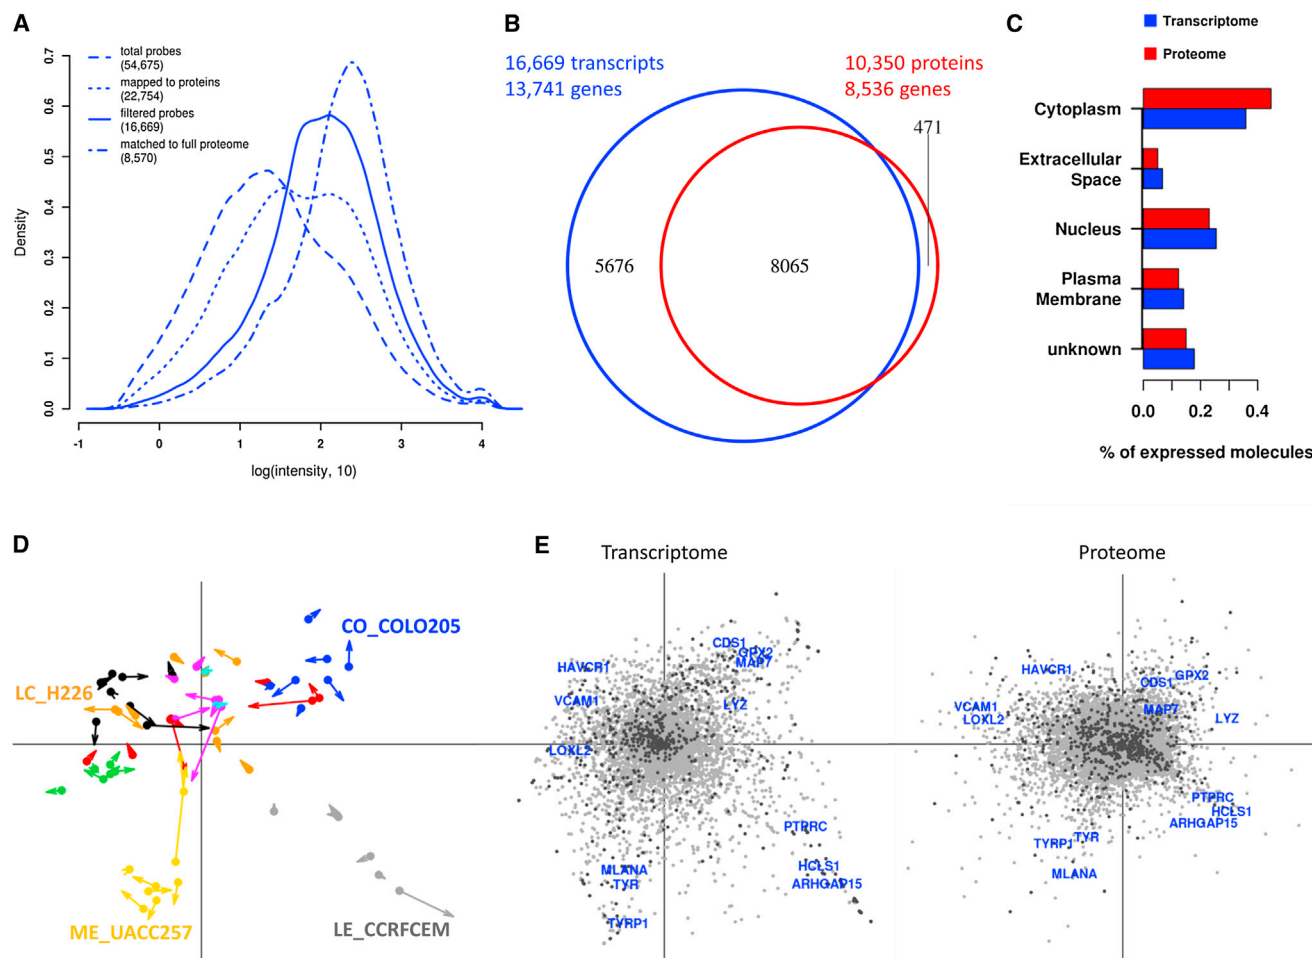 A
total probes
(54,675)
mapped to proteins
(22,754)
filtered probes
(16,669)
matched to full proteome
(8,570)
Density
0.7
0.6
0.5
0.4
0.3
0.2
0.1
0.0
-1 0 1 2 3 4
log(intensity, 10)
B
16,669 transcripts
13,741 genes
10,350 proteins
8,536 genes
471
5676
8065
C
Transcriptome
Proteome
Cytoplasm
Extracellular
Space
Nucleus
Plasma
Membrane
unknown
0.0 0.2 0.4
% of expressed molecules
D
CO_COLO205
LC_H226
ME_UACC257
LE_CCRFCEM
E
Transcriptome
CDS1
GPX2
MAP7
HAVCR1
VCAM1
LYZ
LOXL2
PTPRC
HCLS1
ARHGAP15
MLANA
TYR
TYRP1
Proteome
HAVCR1
GPX2
CDS1
VCAM1
MAP7
LOXL2
LYZ
PTPRC
HCLS1
ARHGAP15
TYR
TYRP1
MLANA